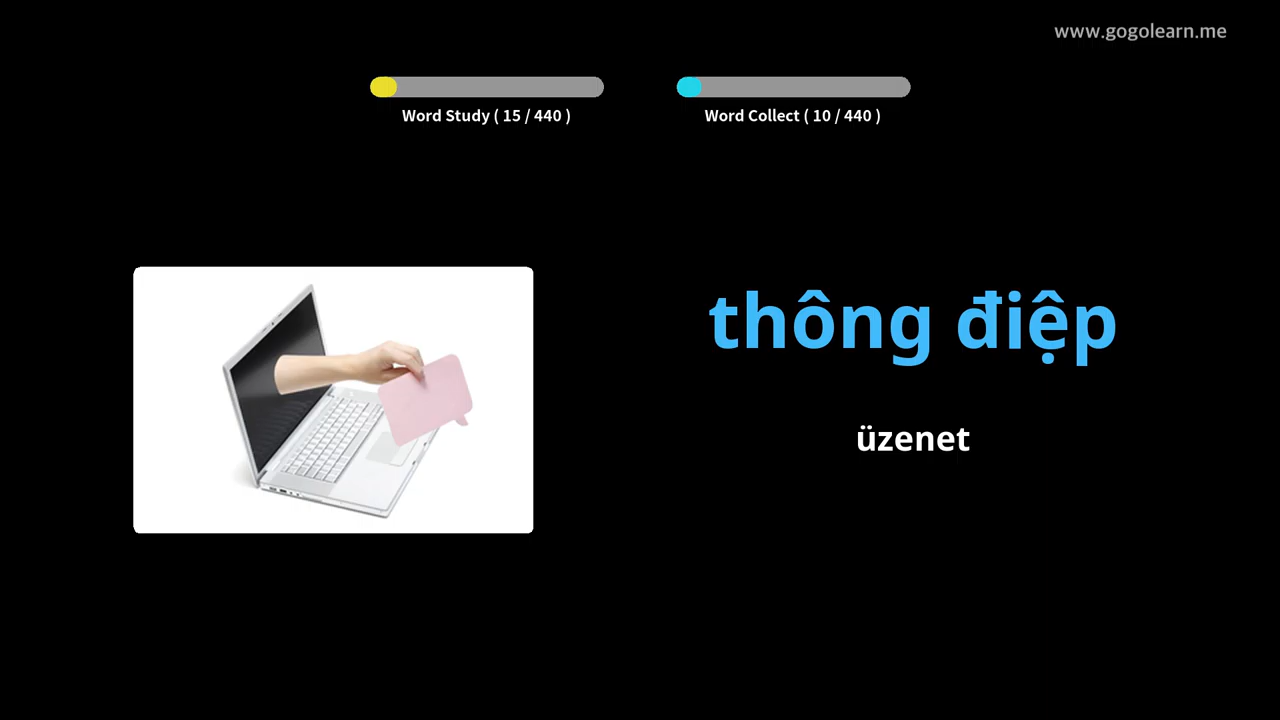 www.gogolearn.me
Word Study ( 15 / 440 )
Word Collect ( 10 / 440 )
thông điệp
üzenet